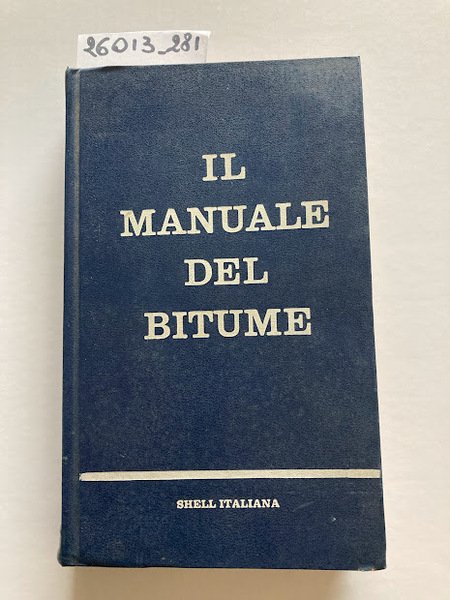 26013_281
IL
MANUALE
DEL
BITUME
SHELL ITALIANA